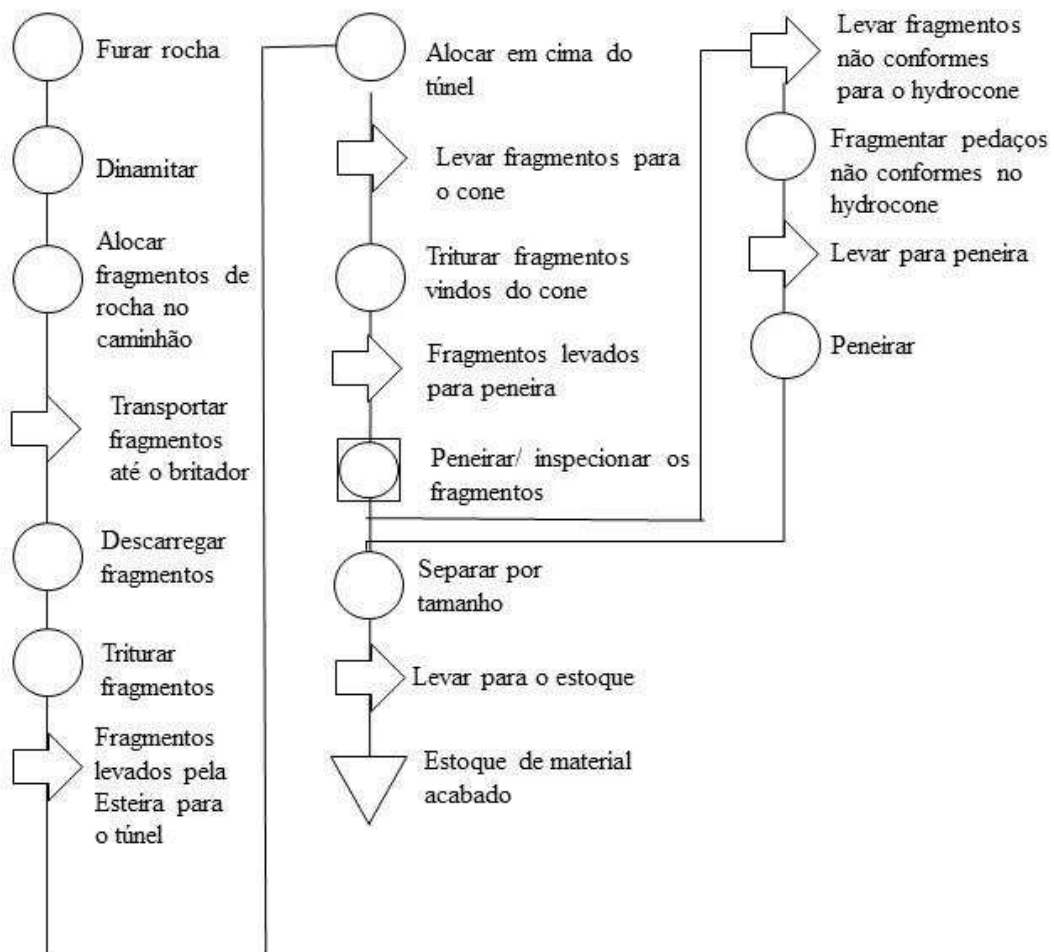 Furar rocha
Dinamitar
Alocar
fragmentos de
rocha no
caminhão
Transportar
fragmentos
até o britador
Descarregar
fragmentos
Triturar
fragmentos
Fragmentos
levados pela
Esteira para
o túnel
Alocar em cima do
túnel
Levar fragmentos para
o cone
Triturar fragmentos
vindos do cone
Fragmentos levados
para peneira
Peneirar/ inspecionar os
fragmentos
Separar por
tamanho
Levar para o estoque
Estoque de material
acabado
Levar fragmentos
não conformes
para o hydrocone
Fragmentar pedaços
não conformes no
hydrocone
Levar para peneira
Peneirar